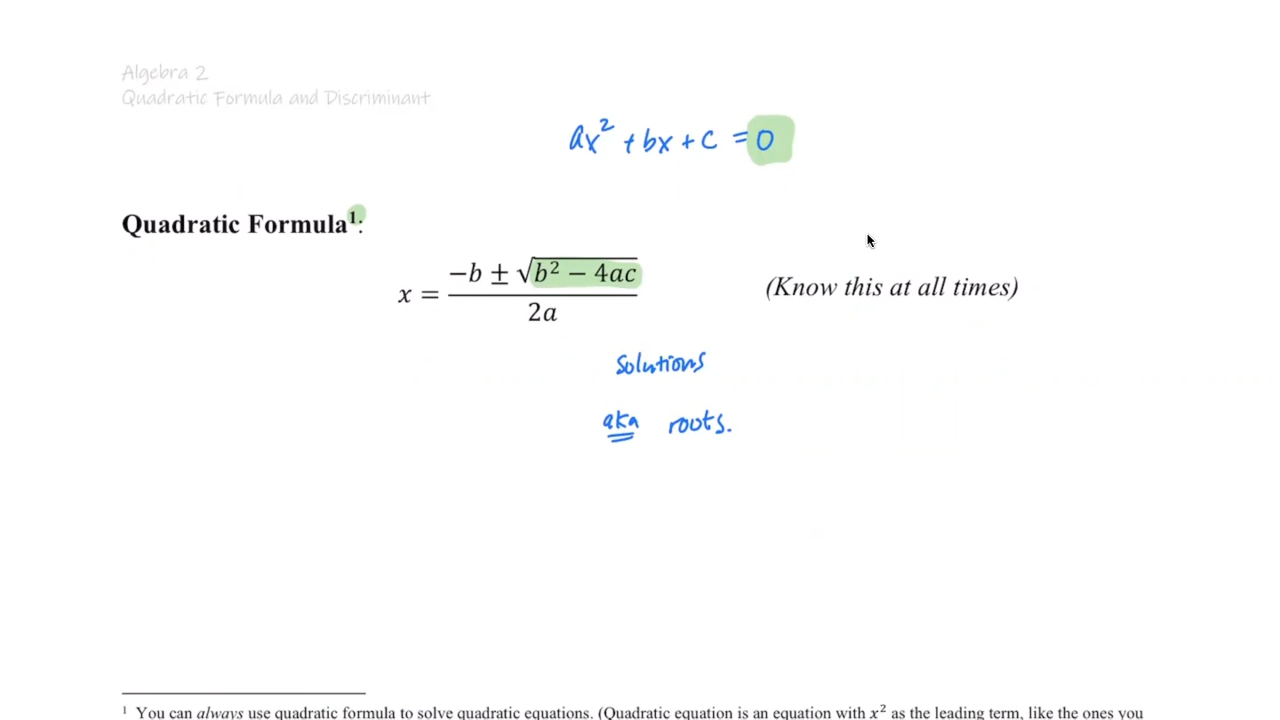 Algebra 2
Quadratic Formula and Discriminant
ax² + bx + c = 0
Quadratic Formula¹:
x = (−b ± √(b² − 4ac)) / 2a
(Know this at all times)
solutions
aka roots.
¹ You can always use quadratic formula to solve quadratic equations. (Quadratic equation is an equation with x² as the leading term, like the ones you